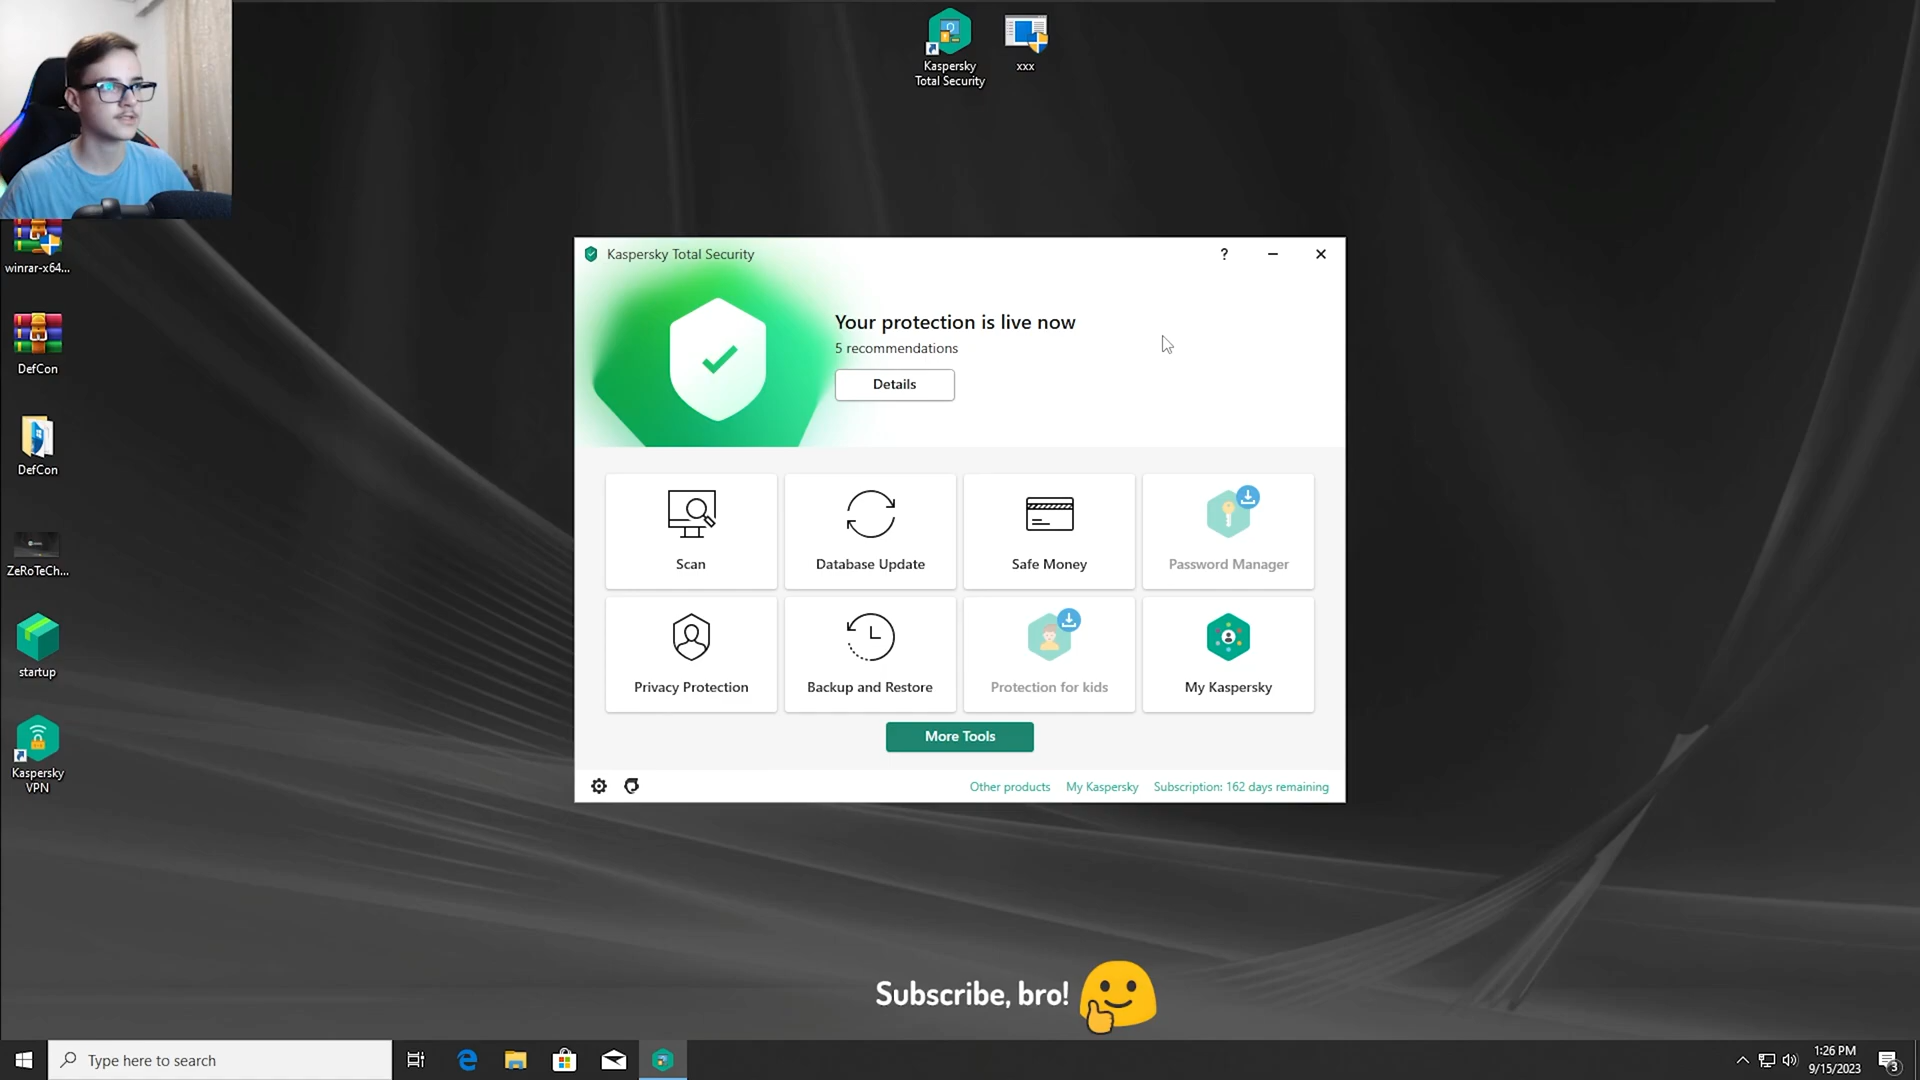 Kaspersky
Total Security
xxx
winrar-x64...
DefCon
DefCon
ZeRoTeCh...
startup
Kaspersky
VPN
Kaspersky Total Security
?
Your protection is live now
5 recommendations
Details
Scan
Database Update
Safe Money
Password Manager
Privacy Protection
Backup and Restore
Protection for kids
My Kaspersky
More Tools
Other products
My Kaspersky
Subscription: 162 days remaining
Subscribe, bro!
Type here to search
1:26 PM
9/15/2023
3